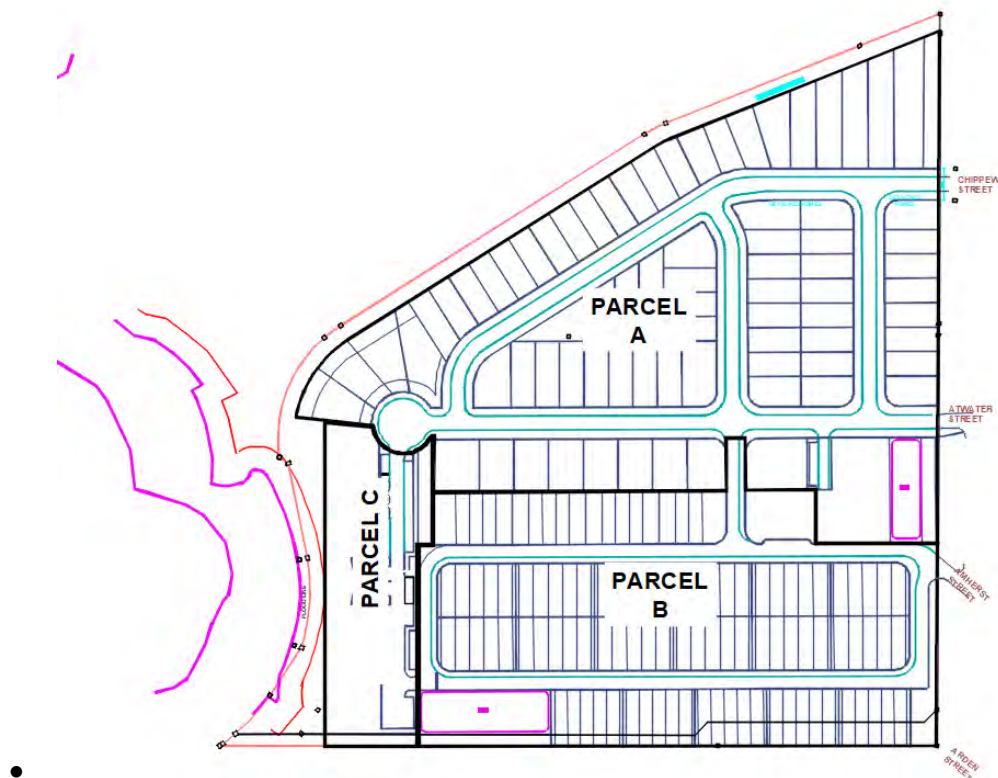 CHIPPEW
STREET
PARCEL
A
ATWATER
STREET
PARCEL C
PARCEL
B
AMHERST
STREET
ARDEN
STREET